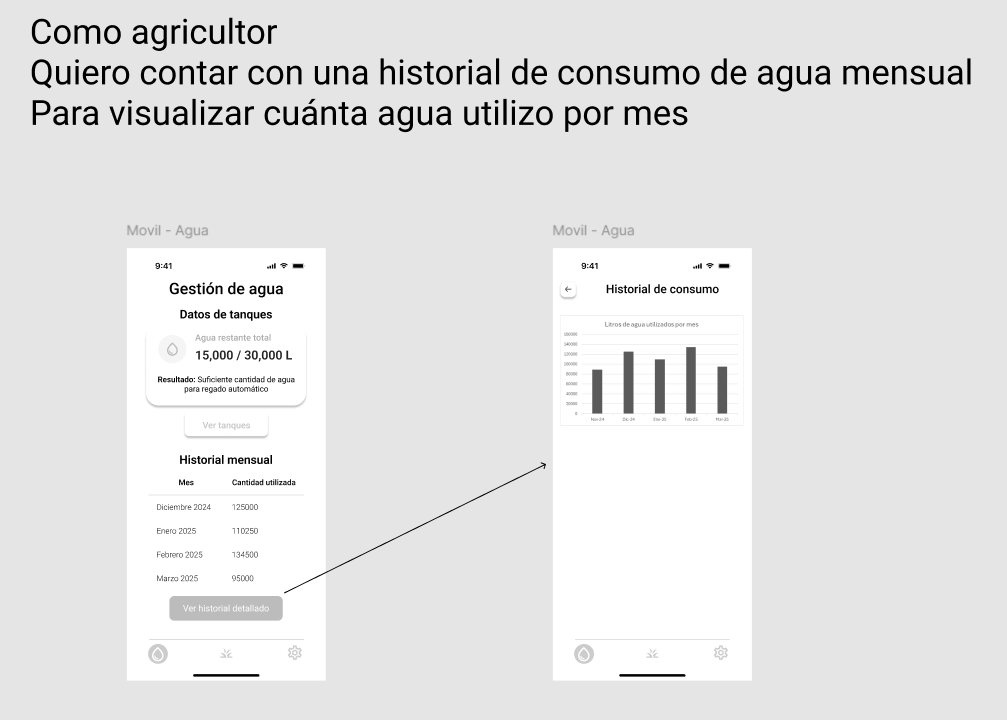 Como agricultor
Quiero contar con una historial de consumo de agua mensual
Para visualizar cuánta agua utilizo por mes
Movil - Agua
9:41
Gestión de agua
Datos de tanques
Agua restante total
15,000 / 30,000 L
Resultado: Suficiente cantidad de agua
para regado automático
Ver tanques
Historial mensual
Mes Cantidad utilizada
Diciembre 2024 125000
Enero 2025 110250
Febrero 2025 134500
Marzo 2025 95000
Ver historial detallado
Movil - Agua
9:41
Historial de consumo
Litros de agua utilizados por mes
160000
140000
120000
100000
80000
60000
40000
20000
0
Nov-24 Dic-24 Ene-25 Feb-25 Mar-25